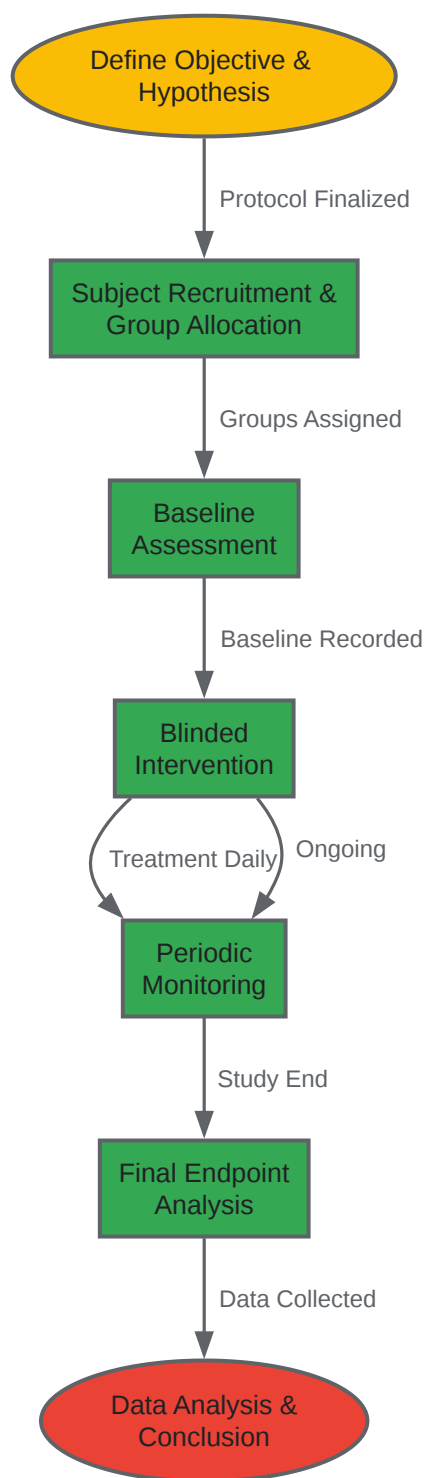 Define Objective &
Hypothesis
Protocol Finalized
Subject Recruitment &
Group Allocation
Groups Assigned
Baseline
Assessment
Baseline Recorded
Blinded
Intervention
Treatment Daily
Ongoing
Periodic
Monitoring
Study End
Final Endpoint
Analysis
Data Collected
Data Analysis &
Conclusion